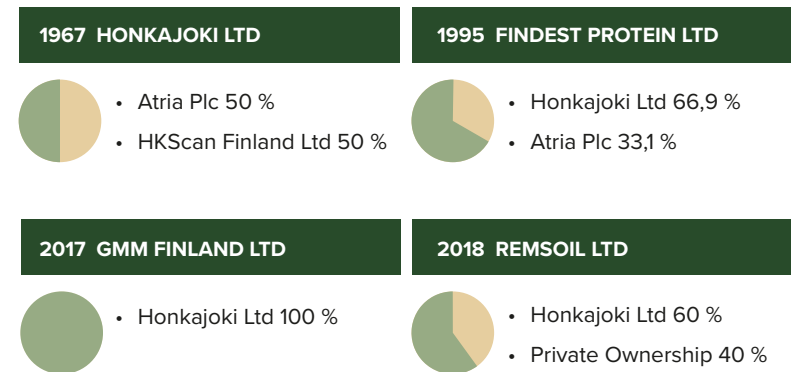 1967 HONKAJOKI LTD
• Atria Plc 50 %
• HKScan Finland Ltd 50 %
1995 FINDEST PROTEIN LTD
• Honkajoki Ltd 66,9 %
• Atria Plc 33,1 %
2017 GMM FINLAND LTD
• Honkajoki Ltd 100 %
2018 REMSOIL LTD
• Honkajoki Ltd 60 %
• Private Ownership 40 %